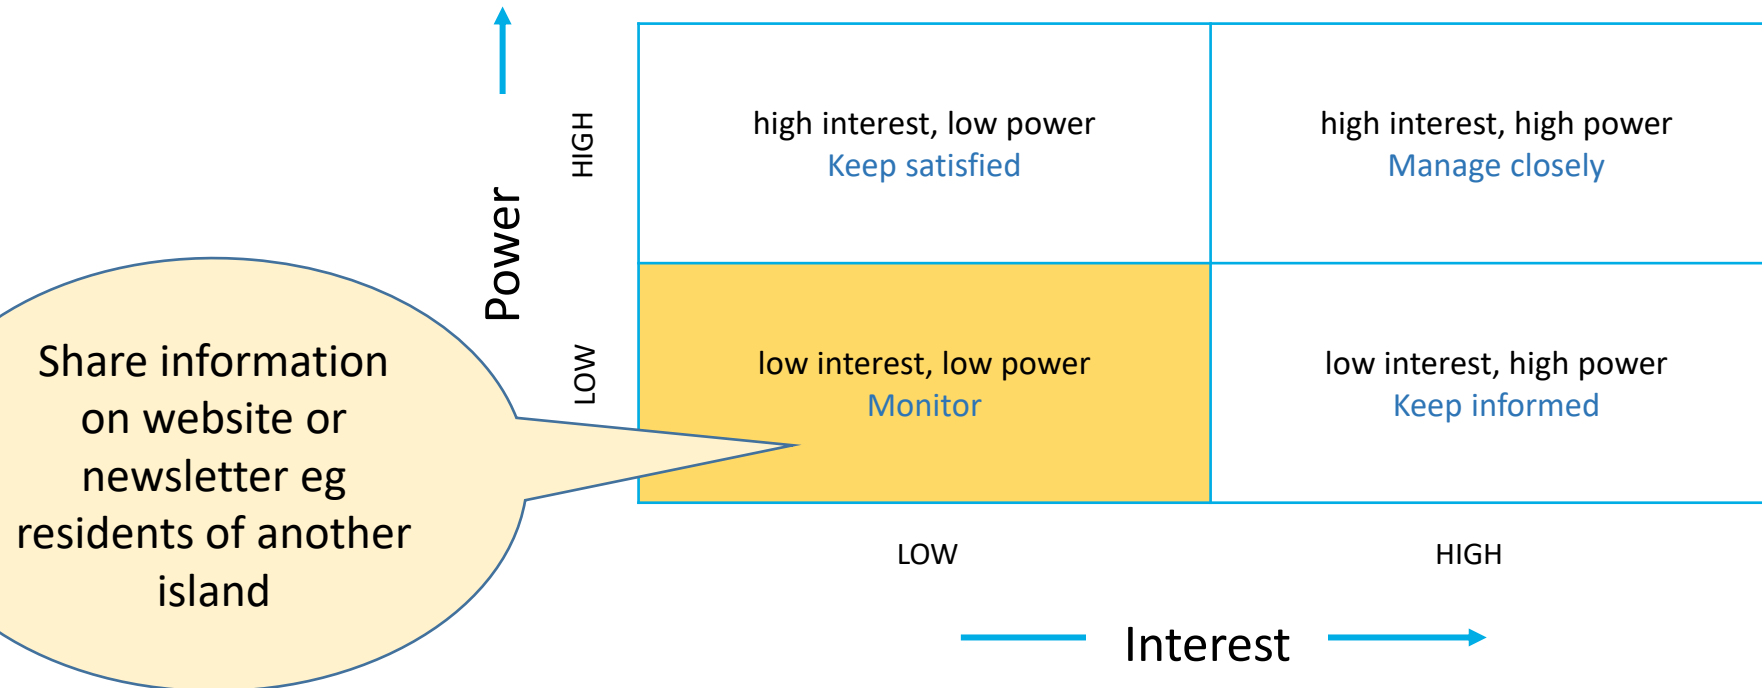 Power
HIGH
LOW
high interest, low power
Keep satisfied
high interest, high power
Manage closely
low interest, low power
Monitor
low interest, high power
Keep informed
Share information
on website or
newsletter eg
residents of another
island
LOW
HIGH
Interest